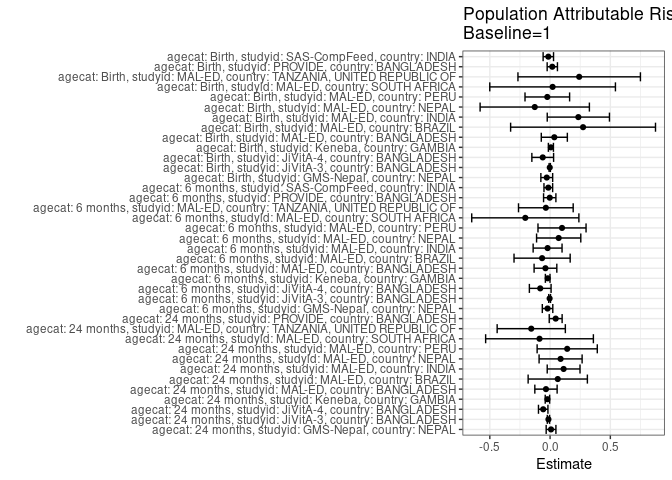 Population Attributable Ris
Baseline=1
agecat: Birth, studyid: SAS-CompFeed, country: INDIA
agecat: Birth, studyid: PROVIDE, country: BANGLADESH
agecat: Birth, studyid: MAL-ED, country: TANZANIA, UNITED REPUBLIC OF
agecat: Birth, studyid: MAL-ED, country: SOUTH AFRICA
agecat: Birth, studyid: MAL-ED, country: PERU
agecat: Birth, studyid: MAL-ED, country: NEPAL
agecat: Birth, studyid: MAL-ED, country: INDIA
agecat: Birth, studyid: MAL-ED, country: BRAZIL
agecat: Birth, studyid: MAL-ED, country: BANGLADESH
agecat: Birth, studyid: Keneba, country: GAMBIA
agecat: Birth, studyid: JiVitA-4, country: BANGLADESH
agecat: Birth, studyid: JiVitA-3, country: BANGLADESH
agecat: Birth, studyid: GMS-Nepal, country: NEPAL
agecat: 6 months, studyid: SAS-CompFeed, country: INDIA
agecat: 6 months, studyid: PROVIDE, country: BANGLADESH
agecat: 6 months, studyid: MAL-ED, country: TANZANIA, UNITED REPUBLIC OF
agecat: 6 months, studyid: MAL-ED, country: SOUTH AFRICA
agecat: 6 months, studyid: MAL-ED, country: PERU
agecat: 6 months, studyid: MAL-ED, country: NEPAL
agecat: 6 months, studyid: MAL-ED, country: INDIA
agecat: 6 months, studyid: MAL-ED, country: BRAZIL
agecat: 6 months, studyid: MAL-ED, country: BANGLADESH
agecat: 6 months, studyid: Keneba, country: GAMBIA
agecat: 6 months, studyid: JiVitA-4, country: BANGLADESH
agecat: 6 months, studyid: JiVitA-3, country: BANGLADESH
agecat: 6 months, studyid: GMS-Nepal, country: NEPAL
agecat: 24 months, studyid: PROVIDE, country: BANGLADESH
agecat: 24 months, studyid: MAL-ED, country: TANZANIA, UNITED REPUBLIC OF
agecat: 24 months, studyid: MAL-ED, country: SOUTH AFRICA
agecat: 24 months, studyid: MAL-ED, country: PERU
agecat: 24 months, studyid: MAL-ED, country: NEPAL
agecat: 24 months, studyid: MAL-ED, country: INDIA
agecat: 24 months, studyid: MAL-ED, country: BRAZIL
agecat: 24 months, studyid: MAL-ED, country: BANGLADESH
agecat: 24 months, studyid: Keneba, country: GAMBIA
agecat: 24 months, studyid: JiVitA-4, country: BANGLADESH
agecat: 24 months, studyid: JiVitA-3, country: BANGLADESH
agecat: 24 months, studyid: GMS-Nepal, country: NEPAL
-0.5 0.0 0.5
Estimate